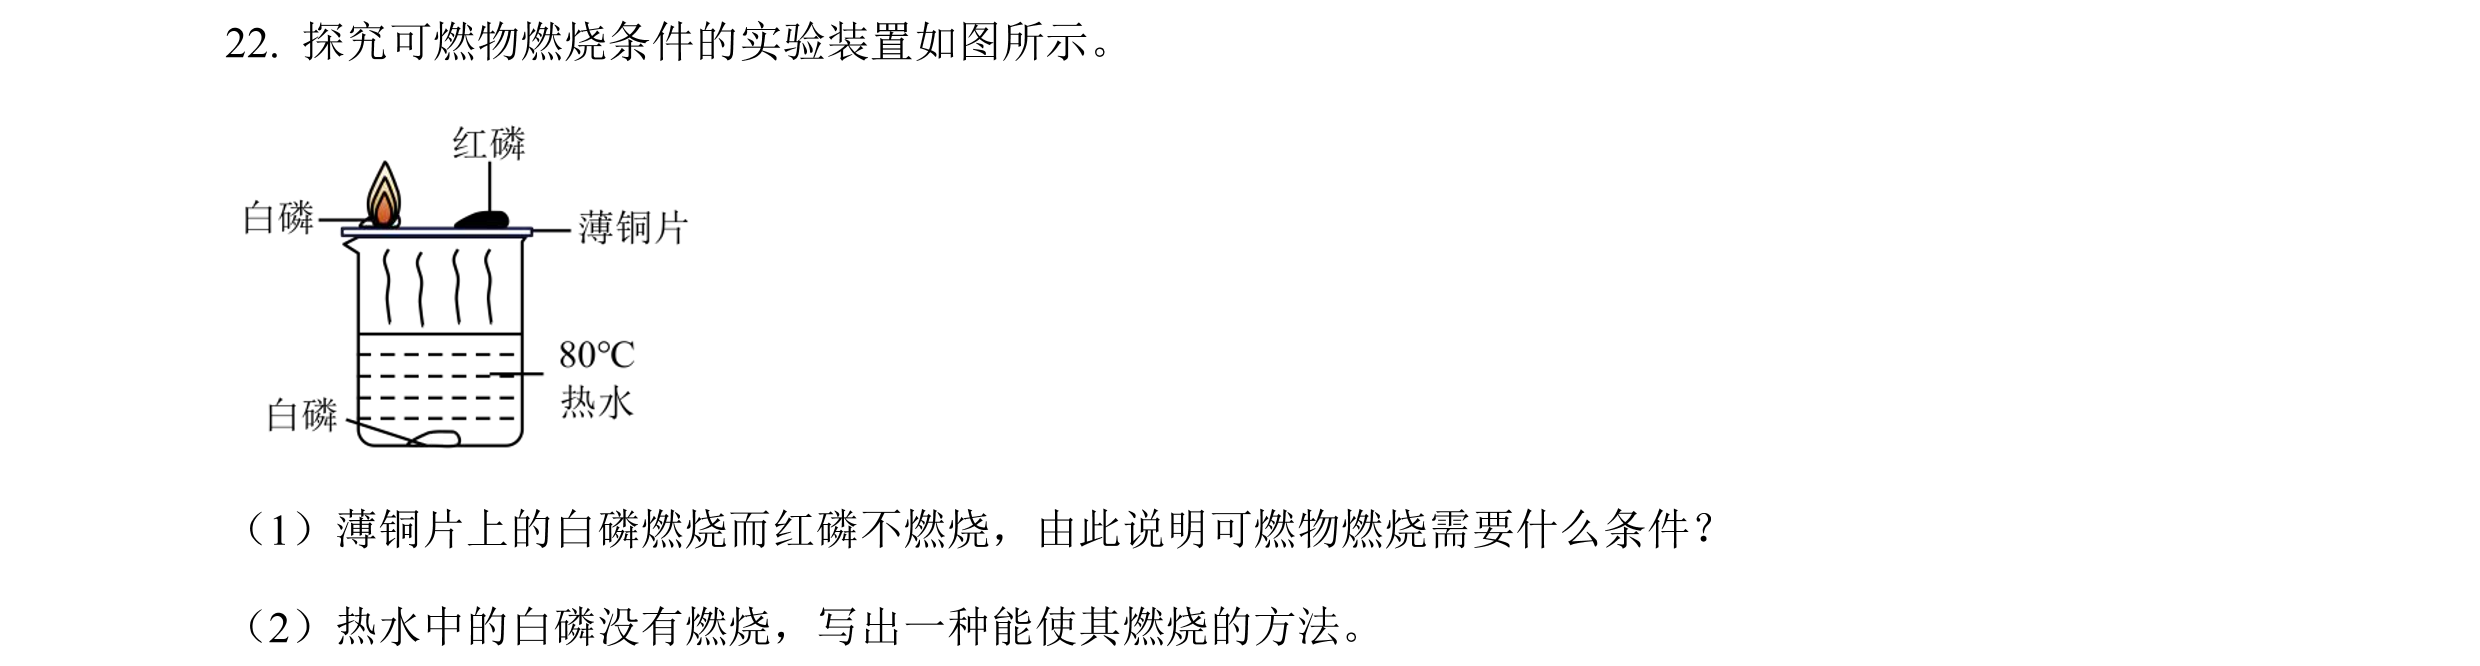 22. 探究可燃物燃烧条件的实验装置如图所示。
红磷
白磷
薄铜片
80℃
热水
白磷
（1）薄铜片上的白磷燃烧而红磷不燃烧，由此说明可燃物燃烧需要什么条件？
（2）热水中的白磷没有燃烧，写出一种能使其燃烧的方法。